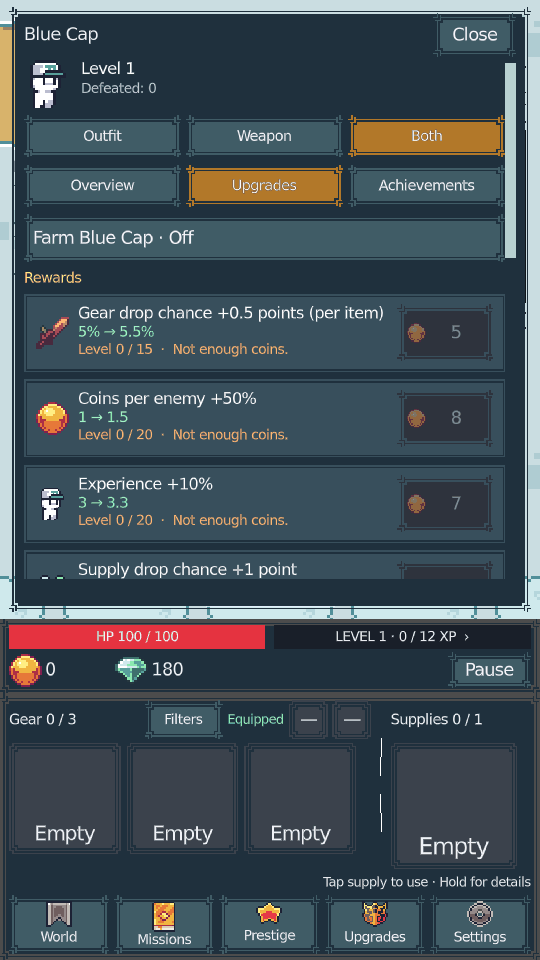 Blue Cap
Close
Level 1
Defeated: 0
Outfit
Weapon
Both
Overview
Upgrades
Achievements
Farm Blue Cap · Off
Rewards
Gear drop chance +0.5 points (per item)
5% → 5.5%
Level 0 / 15 · Not enough coins.
5
Coins per enemy +50%
1 → 1.5
Level 0 / 20 · Not enough coins.
8
Experience +10%
3 → 3.3
Level 0 / 20 · Not enough coins.
7
Supply drop chance +1 point
HP 100 / 100
LEVEL 1 · 0 / 12 XP ›
0
180
Pause
Gear 0 / 3
Filters
Equipped
—
—
Supplies 0 / 1
Empty
Empty
Empty
Empty
Tap supply to use · Hold for details
World
Missions
Prestige
Upgrades
Settings